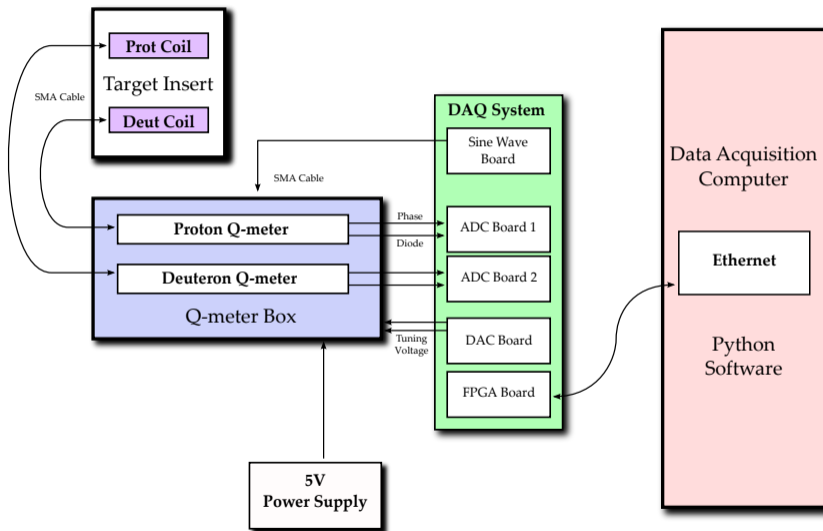 Prot Coil
Target Insert
SMA Cable
Deut Coil
DAQ System
Sine Wave
Board
SMA Cable
Proton Q-meter
Phase
Diode
ADC Board 1
Deuteron Q-meter
ADC Board 2
Q-meter Box
Tuning
Voltage
DAC Board
FPGA Board
5V
Power Supply
Data Acquisition
Computer
Ethernet
Python
Software